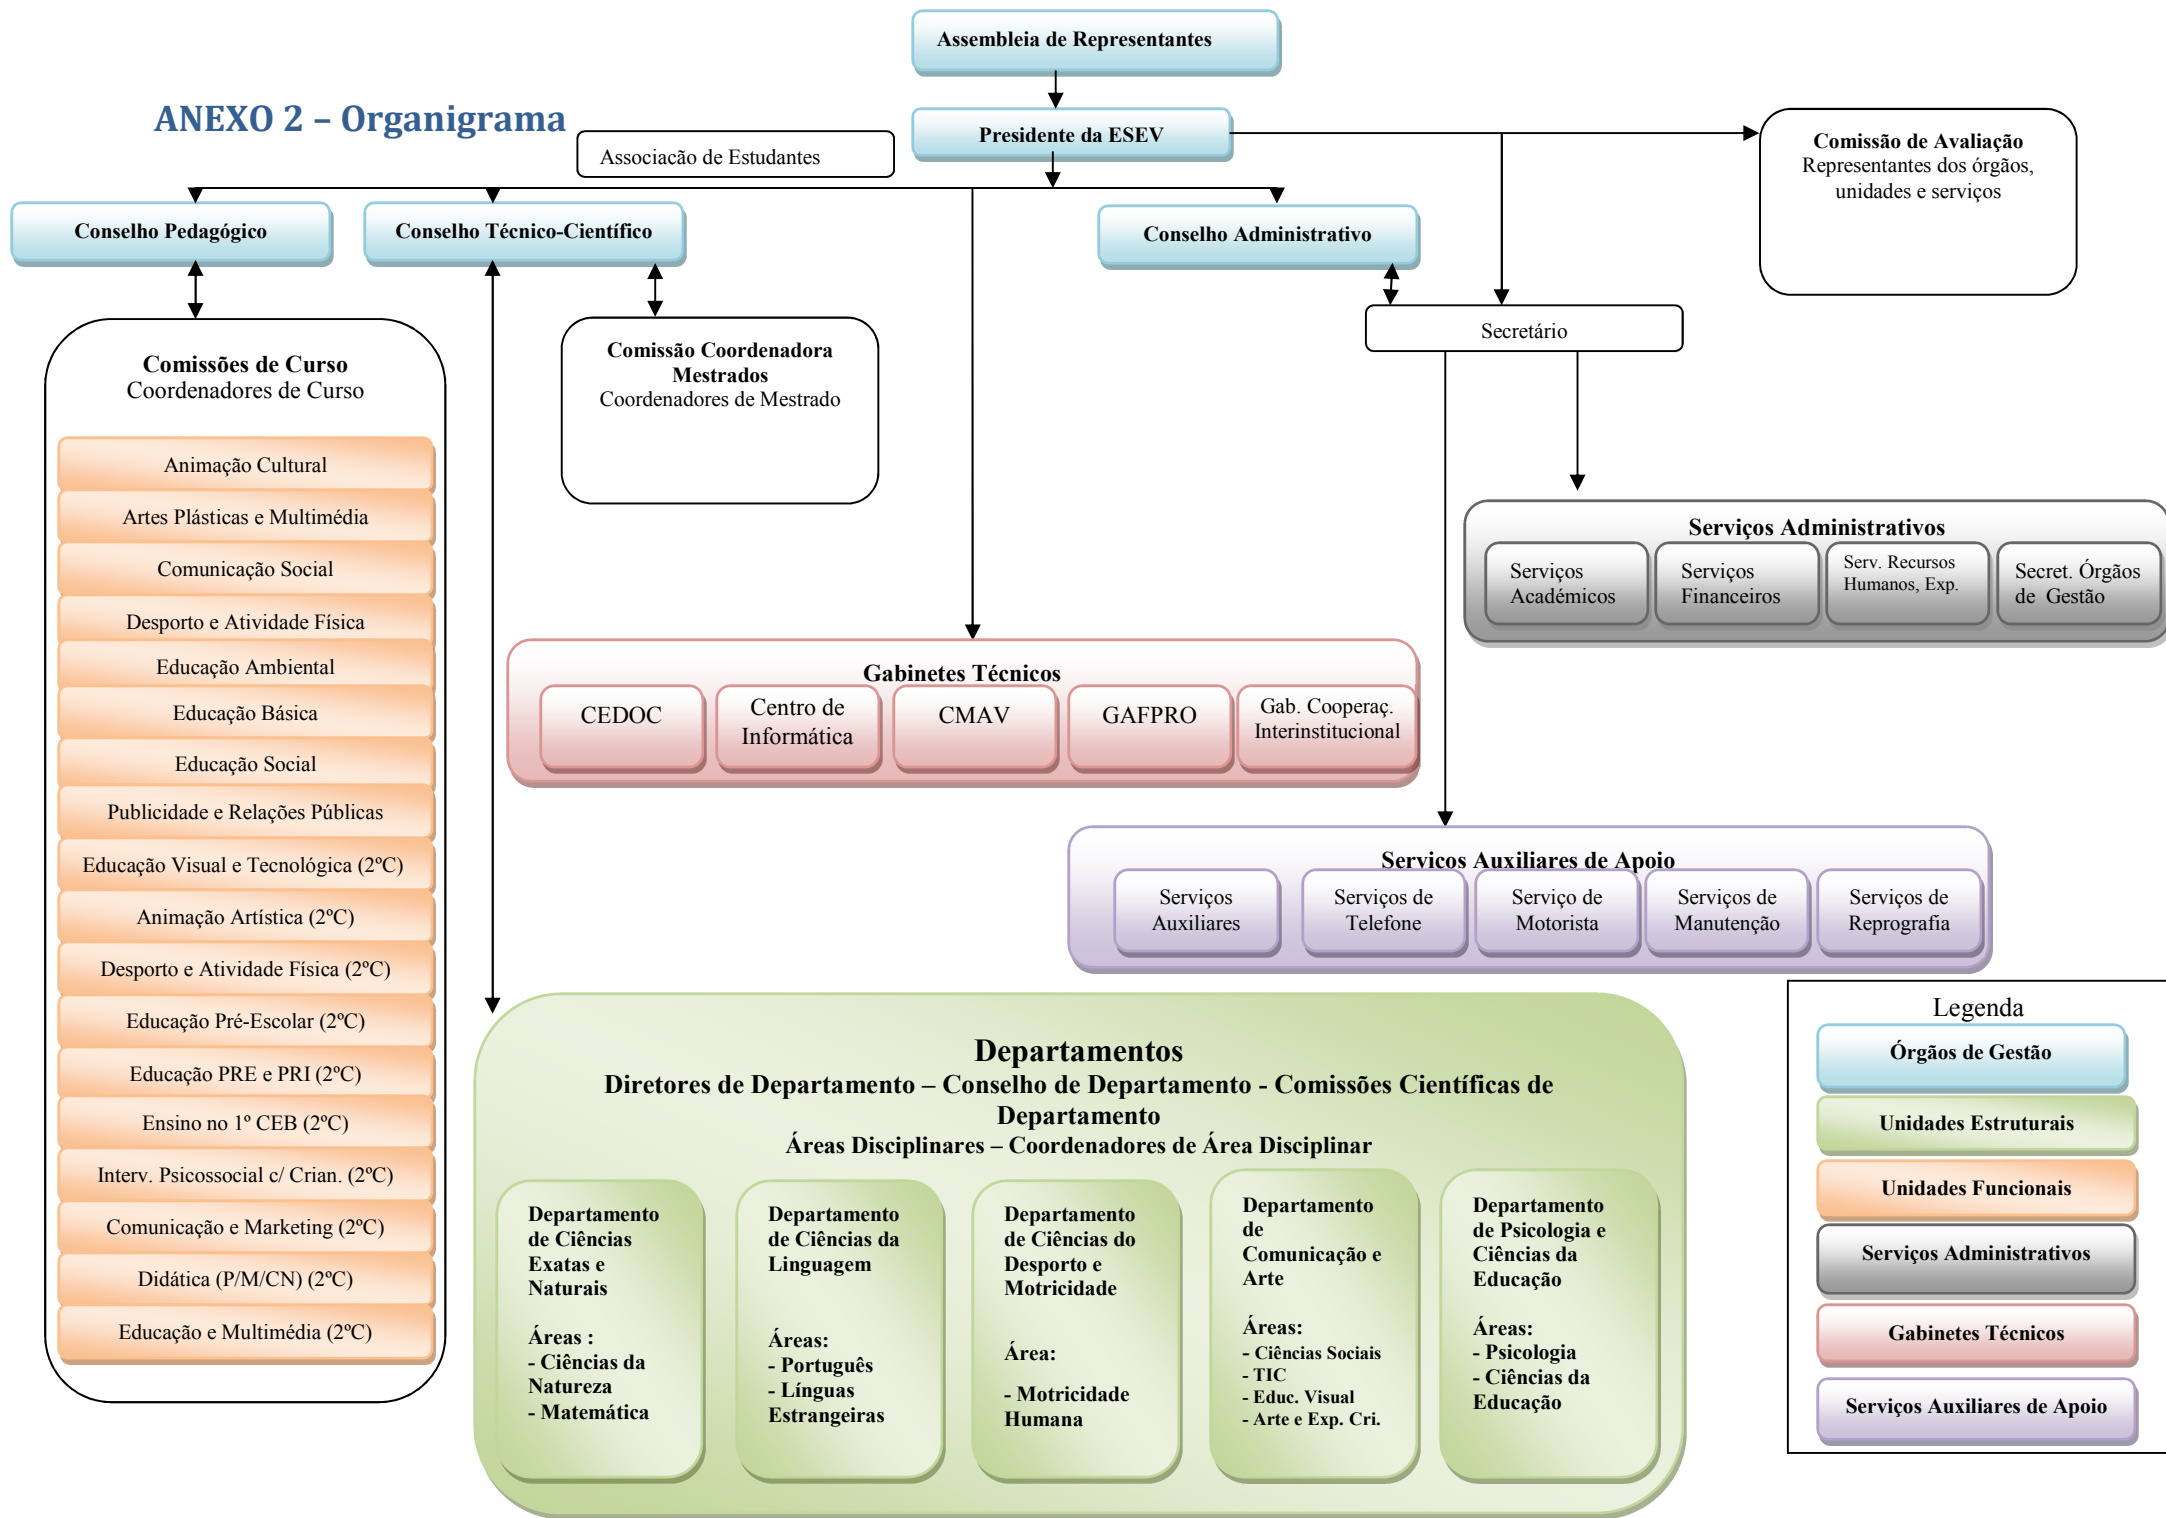 Assembleia de Representantes
ANEXO 2 – Organigrama
Presidente da ESEV
Associacão de Estudantes
Comissão de Avaliação
Representantes dos órgãos,
unidades e serviços
Conselho Pedagógico
Conselho Técnico-Científico
Conselho Administrativo
Secretário
Comissões de Curso
Coordenadores de Curso
Animação Cultural
Artes Plásticas e Multimédia
Comunicação Social
Desporto e Atividade Física
Educação Ambiental
Educação Básica
Educação Social
Publicidade e Relações Públicas
Educação Visual e Tecnológica (2ºC)
Animação Artística (2ºC)
Desporto e Atividade Física (2ºC)
Educação Pré-Escolar (2ºC)
Educação PRE e PRI (2ºC)
Ensino no 1º CEB (2ºC)
Interv. Psicossocial c/ Crian. (2ºC)
Comunicação e Marketing (2ºC)
Didática (P/M/CN) (2ºC)
Educação e Multimédia (2ºC)
Comissão Coordenadora
Mestrados
Coordenadores de Mestrado
Serviços Administrativos
Serviços
Académicos
Serviços
Financeiros
Serv. Recursos
Humanos, Exp.
Secret. Órgãos
de  Gestão
Gabinetes Técnicos
CEDOC
Centro de
Informática
CMAV
GAFPRO
Gab. Cooperaç.
Interinstitucional
Servicos Auxiliares de Apoio
Serviços
Auxiliares
Serviços de
Telefone
Serviço de
Motorista
Serviços de
Manutenção
Serviços de
Reprografia
Departamentos
Diretores de Departamento – Conselho de Departamento - Comissões Científicas de
Departamento
Áreas Disciplinares – Coordenadores de Área Disciplinar
Departamento
de Ciências
Exatas e
Naturais
Áreas :
- Ciências da
Natureza
- Matemática
Departamento
de Ciências da
Linguagem
Áreas:
- Português
- Línguas
Estrangeiras
Departamento
de Ciências do
Desporto e
Motricidade
Área:
- Motricidade
Humana
Departamento
de
Comunicação e
Arte
Áreas:
- Ciências Sociais
- TIC
- Educ. Visual
- Arte e Exp. Cri.
Departamento
de Psicologia e
Ciências da
Educação
Áreas:
- Psicologia
- Ciências da
Educação
Legenda
Órgãos de Gestão
Unidades Estruturais
Unidades Funcionais
Serviços Administrativos
Gabinetes Técnicos
Serviços Auxiliares de Apoio